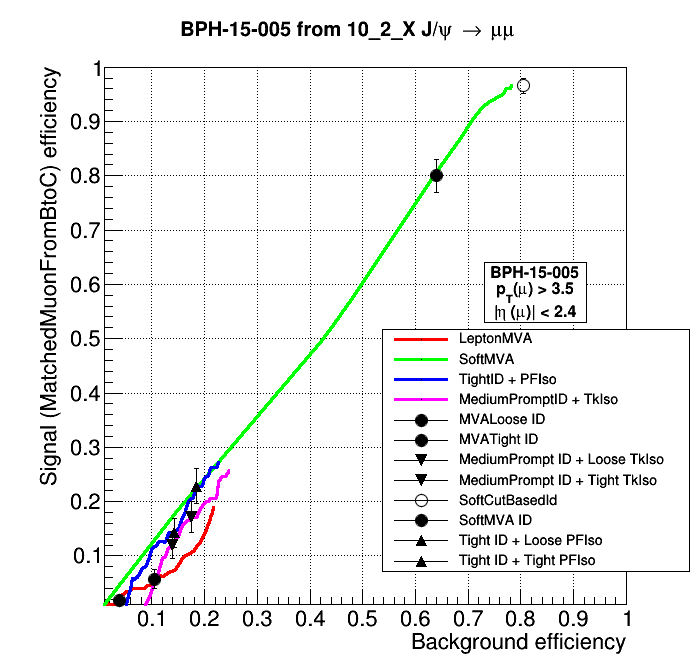 BPH-15-005 from 10_2_X J/ψ → μμ
Signal (MatchedMuonFromBtoC) efficiency
1
0.9
0.8
0.7
0.6
0.5
0.4
0.3
0.2
0.1
BPH-15-005
p_T(μ) > 3.5
|η (μ)| < 2.4
LeptonMVA
SoftMVA
TightID + PFIso
MediumPromptID + TkIso
MVALoose ID
MVATight ID
MediumPrompt ID + Loose TkIso
MediumPrompt ID + Tight TkIso
SoftCutBasedId
SoftMVA ID
Tight ID + Loose PFIso
Tight ID + Tight PFIso
0.1 0.2 0.3 0.4 0.5 0.6 0.7 0.8 0.9 1
Background efficiency